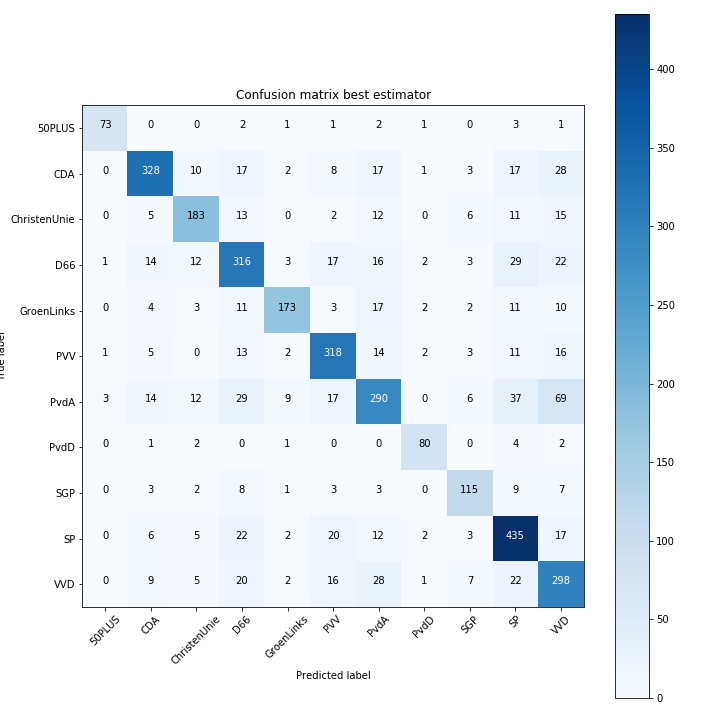 Confusion matrix best estimator
50PLUS 73 0 0 2 1 1 2 1 0 3 1
CDA 0 328 10 17 2 8 17 1 3 17 28
ChristenUnie 0 5 183 13 0 2 12 0 6 11 15
D66 1 14 12 316 3 17 16 2 3 29 22
GroenLinks 0 4 3 11 173 3 17 2 2 11 10
PVV 1 5 0 13 2 318 14 2 3 11 16
PvdA 3 14 12 29 9 17 290 0 6 37 69
PvdD 0 1 2 0 1 0 0 80 0 4 2
SGP 0 3 2 8 1 3 3 0 115 9 7
SP 0 6 5 22 2 20 12 2 3 435 17
VVD 0 9 5 20 2 16 28 1 7 22 298
50PLUS CDA ChristenUnie D66 GroenLinks PVV PvdA PvdD SGP SP VVD
Predicted label
True label
400
350
300
250
200
150
100
50
0